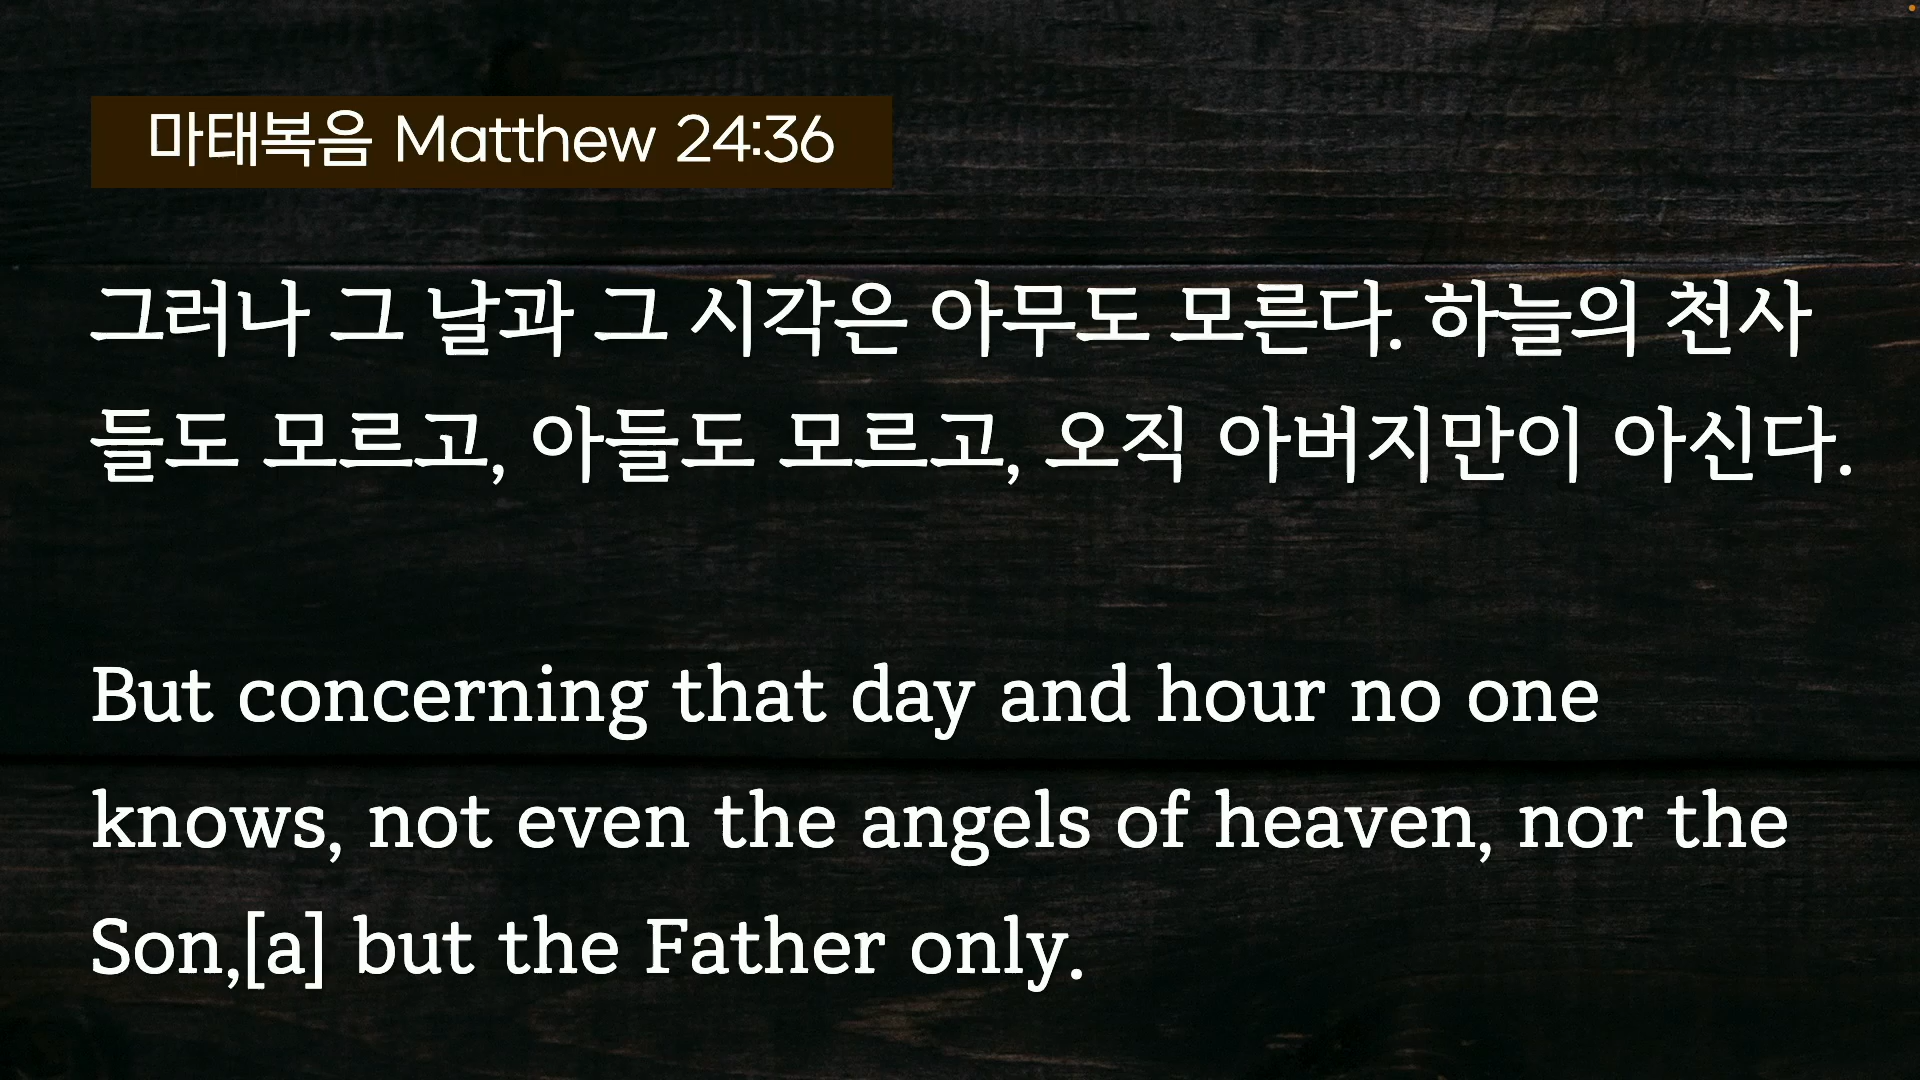 마태복음 Matthew 24:36
그러나 그 날과 그 시각은 아무도 모른다. 하늘의 천사
들도 모르고, 아들도 모르고, 오직 아버지만이 아신다.
But concerning that day and hour no one
knows, not even the angels of heaven, nor the
Son,[a] but the Father only.